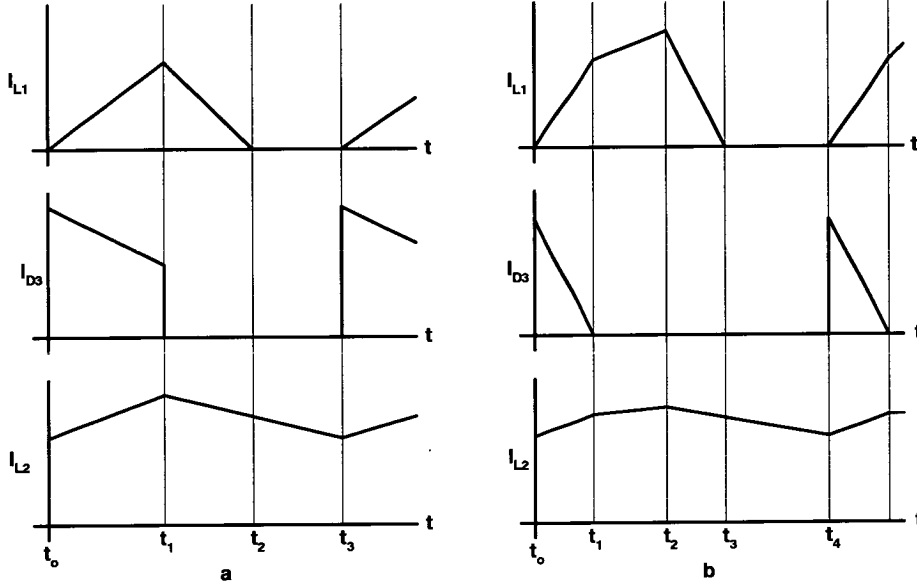 I_L1
t
I_D3
t
I_L2
t
t_o t_1 t_2 t_3
a
I_L1
t
I_D3
t
I_L2
t
t_o t_1 t_2 t_3 t_4
b